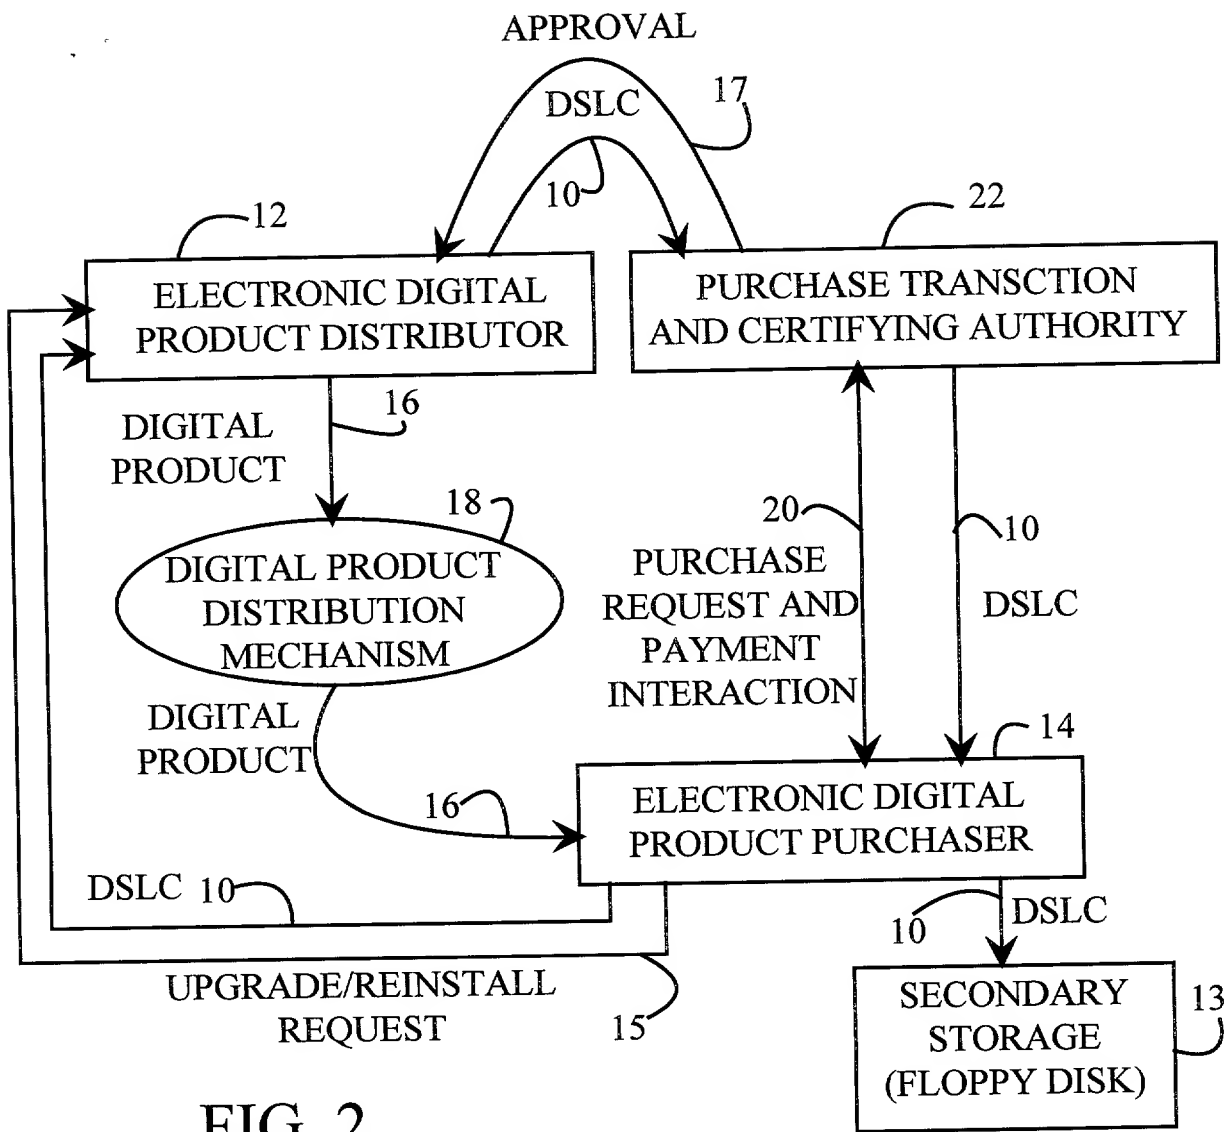 APPROVAL
DSLC
17
10
12
22
ELECTRONIC DIGITAL
PRODUCT DISTRIBUTOR
PURCHASE TRANSCTION
AND CERTIFYING AUTHORITY
16
DIGITAL
PRODUCT
18
DIGITAL PRODUCT
DISTRIBUTION
MECHANISM
20
PURCHASE
REQUEST AND
PAYMENT
INTERACTION
10
DSLC
DIGITAL
PRODUCT
14
16
ELECTRONIC DIGITAL
PRODUCT PURCHASER
DSLC 10
10
DSLC
UPGRADE/REINSTALL
REQUEST
15
SECONDARY
STORAGE
(FLOPPY DISK)
13
FIG. 2